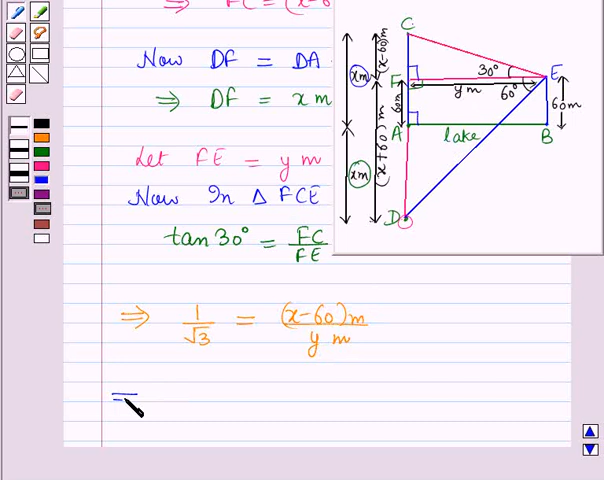 ⇒ FC = (x-6
Now DF = DA
⇒ DF = x m
Let FE = y m
Now In Δ FCE
tan 30° = FC/FE
⇒ 1/√3 = (x-60)m / y m
C
(x-60)m
xm
30°
E
F
y m
60°
60m
60m
A
lake
B
(x+60)m
xm
D